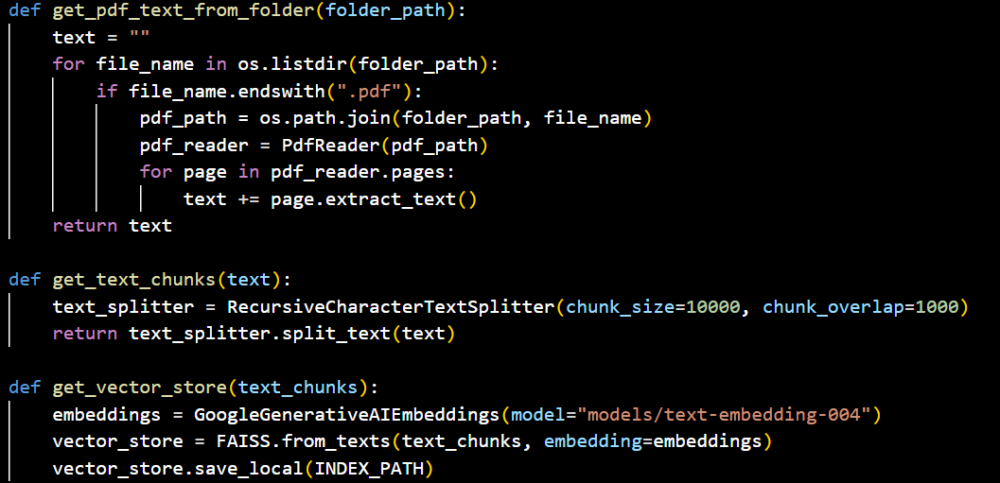 def get_pdf_text_from_folder(folder_path):
    text = ""
    for file_name in os.listdir(folder_path):
        if file_name.endswith(".pdf"):
            pdf_path = os.path.join(folder_path, file_name)
            pdf_reader = PdfReader(pdf_path)
            for page in pdf_reader.pages:
                text += page.extract_text()
    return text

def get_text_chunks(text):
    text_splitter = RecursiveCharacterTextSplitter(chunk_size=10000, chunk_overlap=1000)
    return text_splitter.split_text(text)

def get_vector_store(text_chunks):
    embeddings = GoogleGenerativeAIEmbeddings(model="models/text-embedding-004")
    vector_store = FAISS.from_texts(text_chunks, embedding=embeddings)
    vector_store.save_local(INDEX_PATH)